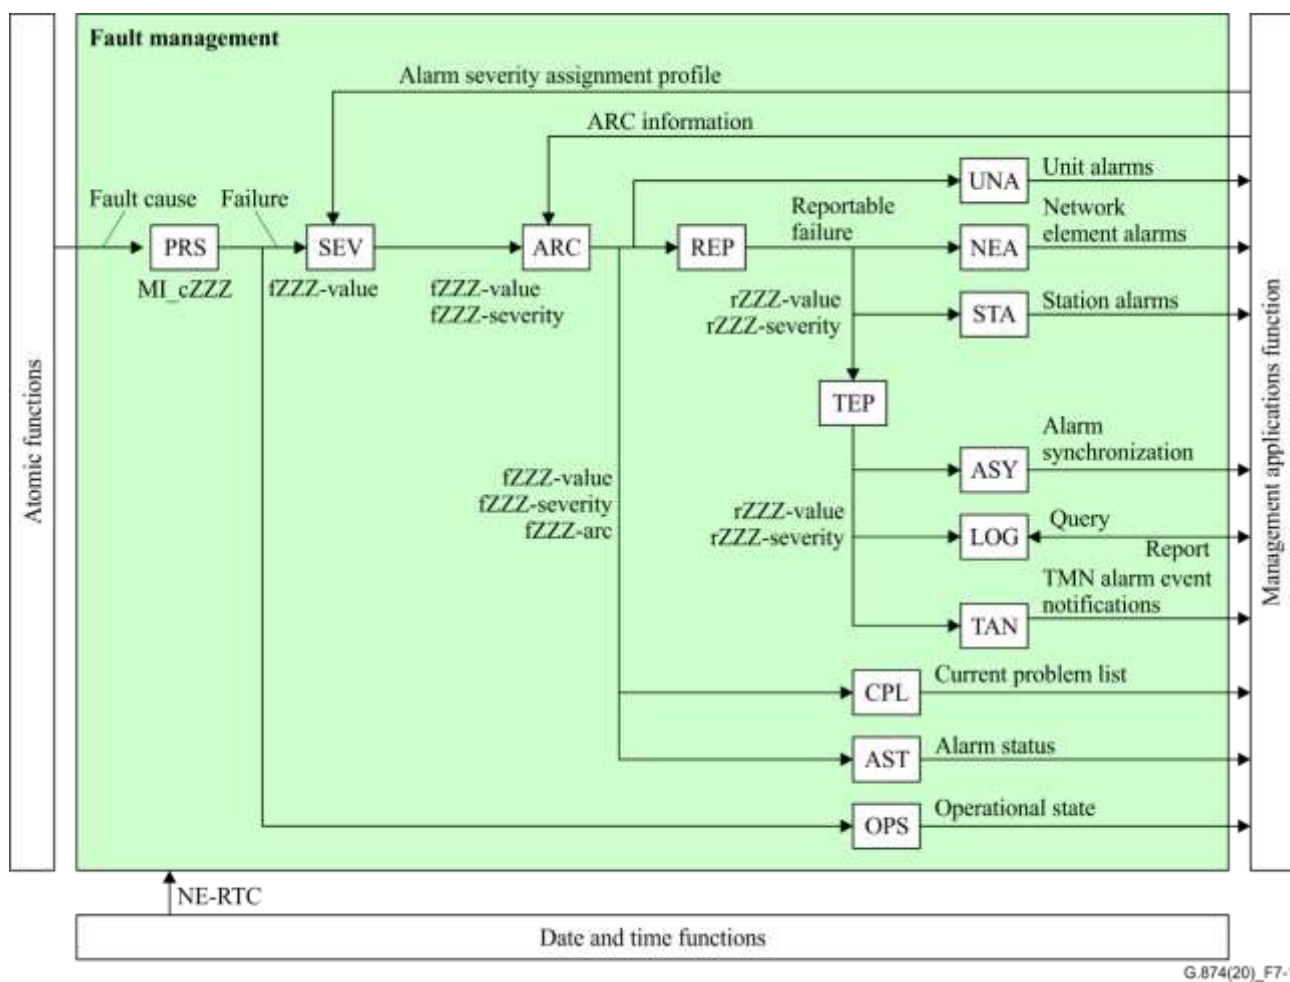 Fault management
Alarm severity assignment profile
ARC information
UNA
Unit alarms
Fault cause
Failure
Reportable
failure
Network
element alarms
PRS
SEV
ARC
REP
NEA
MI_cZZZ
fZZZ-value
fZZZ-value
fZZZ-severity
rZZZ-value
rZZZ-severity
STA
Station alarms
TEP
Atomic functions
Management applications function
Alarm
synchronization
ASY
fZZZ-value
fZZZ-severity
fZZZ-arc
rZZZ-value
rZZZ-severity
LOG
Query
Report
TMN alarm event
notifications
TAN
CPL
Current problem list
AST
Alarm status
OPS
Operational state
NE-RTC
Date and time functions